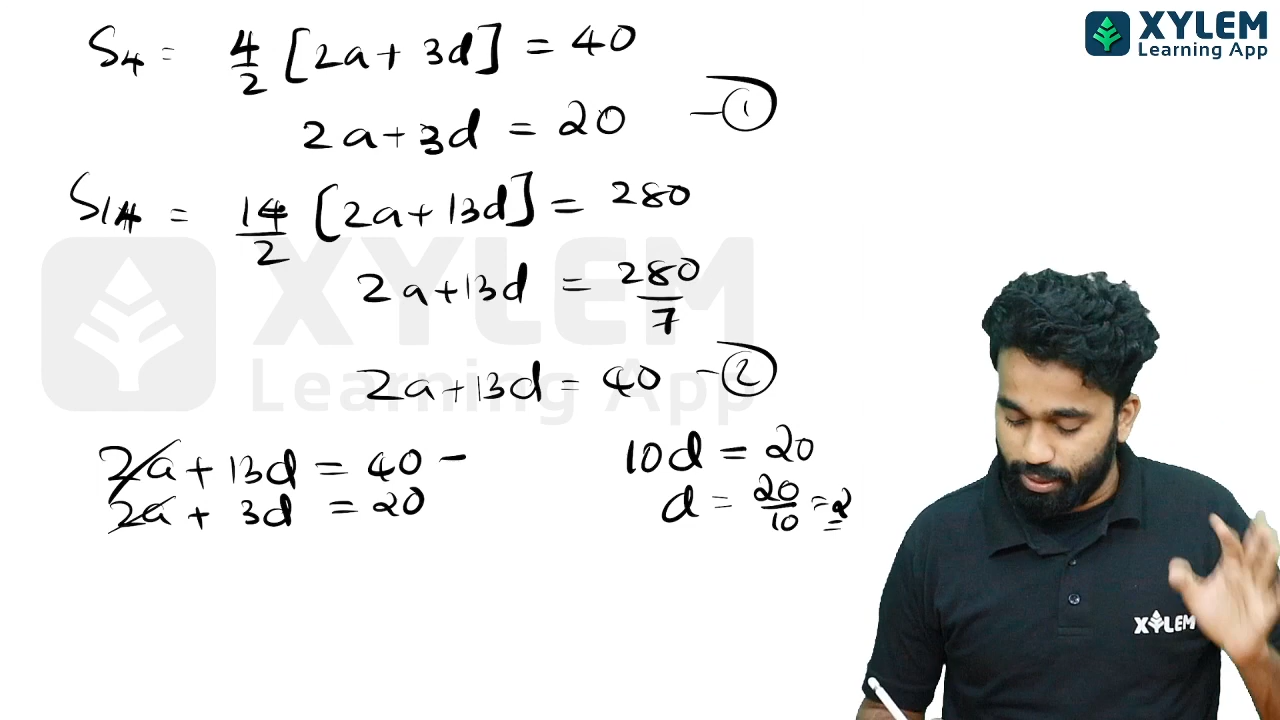 XYLEM
Learning App
S4 = 4/2 [2a + 3d] = 40
2a + 3d = 20 —①
S14 = 14/2 [2a + 13d] = 280
2a + 13d = 280/7
2a + 13d = 40 —②
2a + 13d = 40 –
2a + 3d = 20
10d = 20
d = 20/10 = 2
XYLEM
Learning App
XYLEM